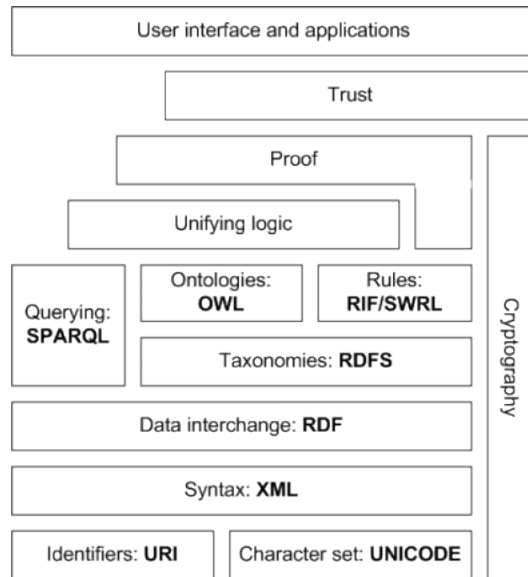 User interface and applications
Trust
Proof
Unifying logic
Ontologies:
OWL
Rules:
RIF/SWRL
Querying:
SPARQL
Taxonomies: RDFS
Cryptography
Data interchange: RDF
Syntax: XML
Identifiers: URI
Character set: UNICODE